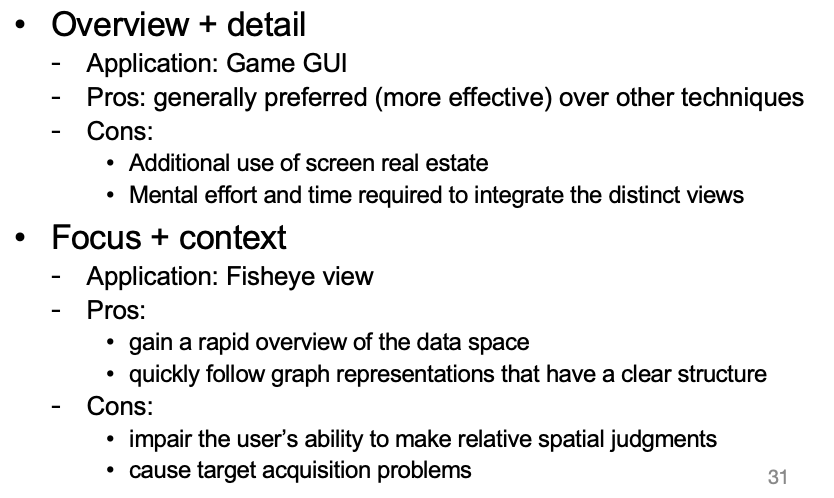 • Overview + detail
- Application: Game GUI
- Pros: generally preferred (more effective) over other techniques
- Cons:
• Additional use of screen real estate
• Mental effort and time required to integrate the distinct views
• Focus + context
- Application: Fisheye view
- Pros:
• gain a rapid overview of the data space
• quickly follow graph representations that have a clear structure
- Cons:
• impair the user’s ability to make relative spatial judgments
• cause target acquisition problems
31